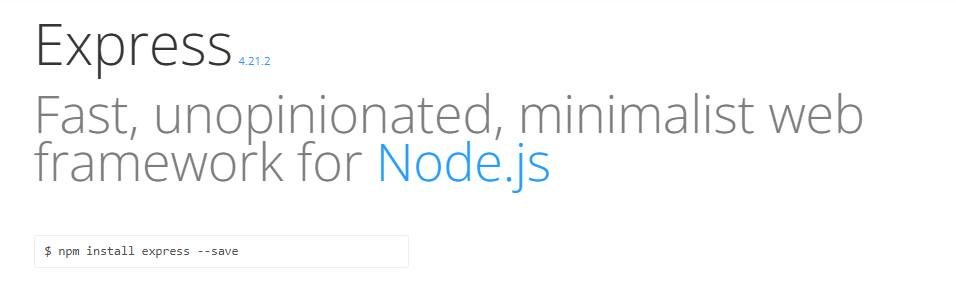 Express 4.21.2
Fast, unopinionated, minimalist web
framework for Node.js
$ npm install express --save